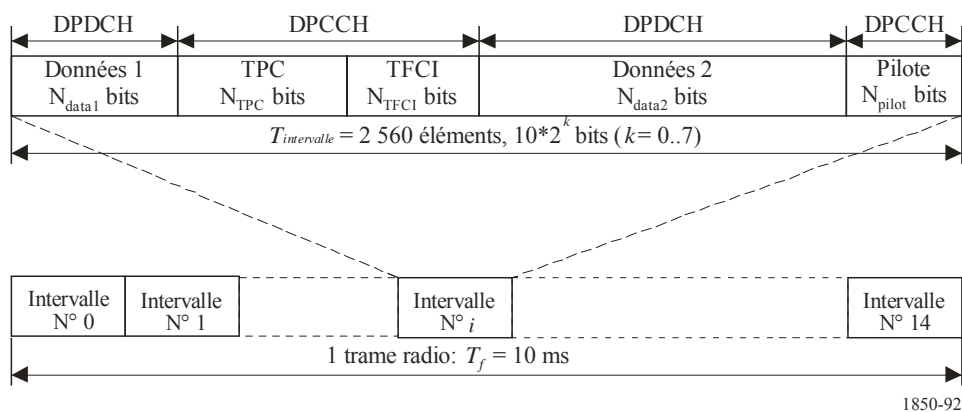 DPDCH DPCCH DPDCH DPCCH
Données 1 TPC TFCI Données 2 Pilote
N_data1 bits N_TPC bits N_TFCI bits N_data2 bits N_pilot bits
T_intervalle = 2 560 éléments, 10*2^k bits (k = 0..7)
Intervalle Intervalle Intervalle Intervalle
N° 0 N° 1 N° i N° 14
1 trame radio: T_f = 10 ms
1850-92